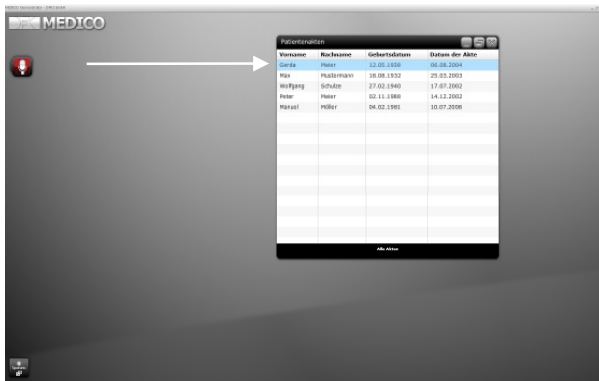 MEDICO
Patientenakten
Vorname Nachname Geburtsdatum Datum der Akte
Gerda Meier 12.05.1938 06.08.2004
Max Mustermann 18.08.1932 25.03.2003
Wolfgang Schulze 27.02.1940 17.07.2002
Peter Meier 02.11.1988 14.12.2002
Manuel Möller 04.02.1981 10.07.2008
Alle Akten